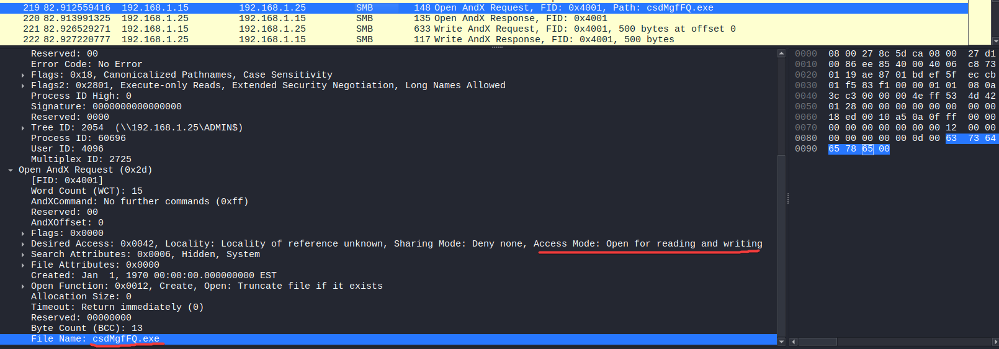 219 82.912559416 192.168.1.15 192.168.1.25 SMB 148 Open AndX Request, FID: 0x4001, Path: csdMgfFQ.exe
220 82.913991325 192.168.1.25 192.168.1.15 SMB 135 Open AndX Response, FID: 0x4001
221 82.926529271 192.168.1.15 192.168.1.25 SMB 633 Write AndX Request, FID: 0x4001, 500 bytes at offset 0
222 82.927220777 192.168.1.25 192.168.1.15 SMB 117 Write AndX Response, FID: 0x4001, 500 bytes
Reserved: 00
Error Code: No Error
Flags: 0x18, Canonicalized Pathnames, Case Sensitivity
Flags2: 0x2801, Execute-only Reads, Extended Security Negotiation, Long Names Allowed
Process ID High: 0
Signature: 0000000000000000
Reserved: 0000
Tree ID: 2054 (\\192.168.1.25\ADMIN$)
Process ID: 60696
User ID: 4096
Multiplex ID: 2725
Open AndX Request (0x2d)
[FID: 0x4001]
Word Count (WCT): 15
AndXCommand: No further commands (0xff)
Reserved: 00
AndXOffset: 0
Flags: 0x0000
Desired Access: 0x0042, Locality: Locality of reference unknown, Sharing Mode: Deny none, Access Mode: Open for reading and writing
Search Attributes: 0x0006, Hidden, System
File Attributes: 0x0000
Created: Jan 1, 1970 00:00:00.000000000 EST
Open Function: 0x0012, Create, Open: Truncate file if it exists
Allocation Size: 0
Timeout: Return immediately (0)
Reserved: 00000000
Byte Count (BCC): 13
File Name: csdMgfFQ.exe
0000 08 00 27 8c 5d ca 08 00 27 d1
0010 00 86 ee 85 40 00 40 06 c8 73
0020 01 19 ae 87 01 bd ef 5f ec cb
0030 01 f5 83 f1 00 00 01 01 08 0a
0040 3c c3 00 00 00 4e ff 53 4d 42
0050 01 28 00 00 00 00 00 00 00 00
0060 18 ed 00 10 a5 0a 0f ff 00 00
0070 00 00 00 00 00 00 00 12 00 00
0080 00 00 00 00 00 0d 00 63 73 64
0090 65 78 65 00